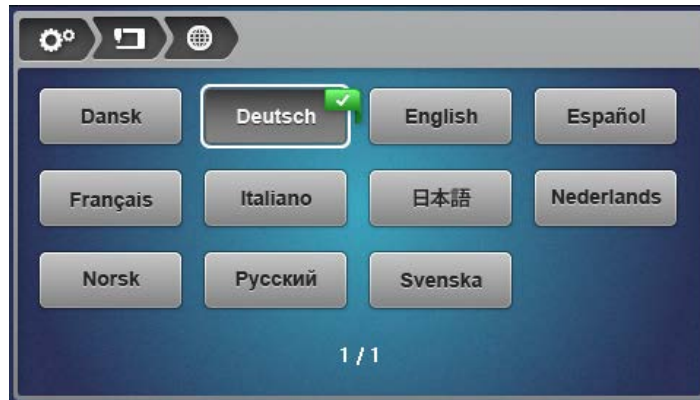 Dansk Deutsch English Español
Français Italiano 日本語 Nederlands
Norsk Русский Svenska
1 / 1